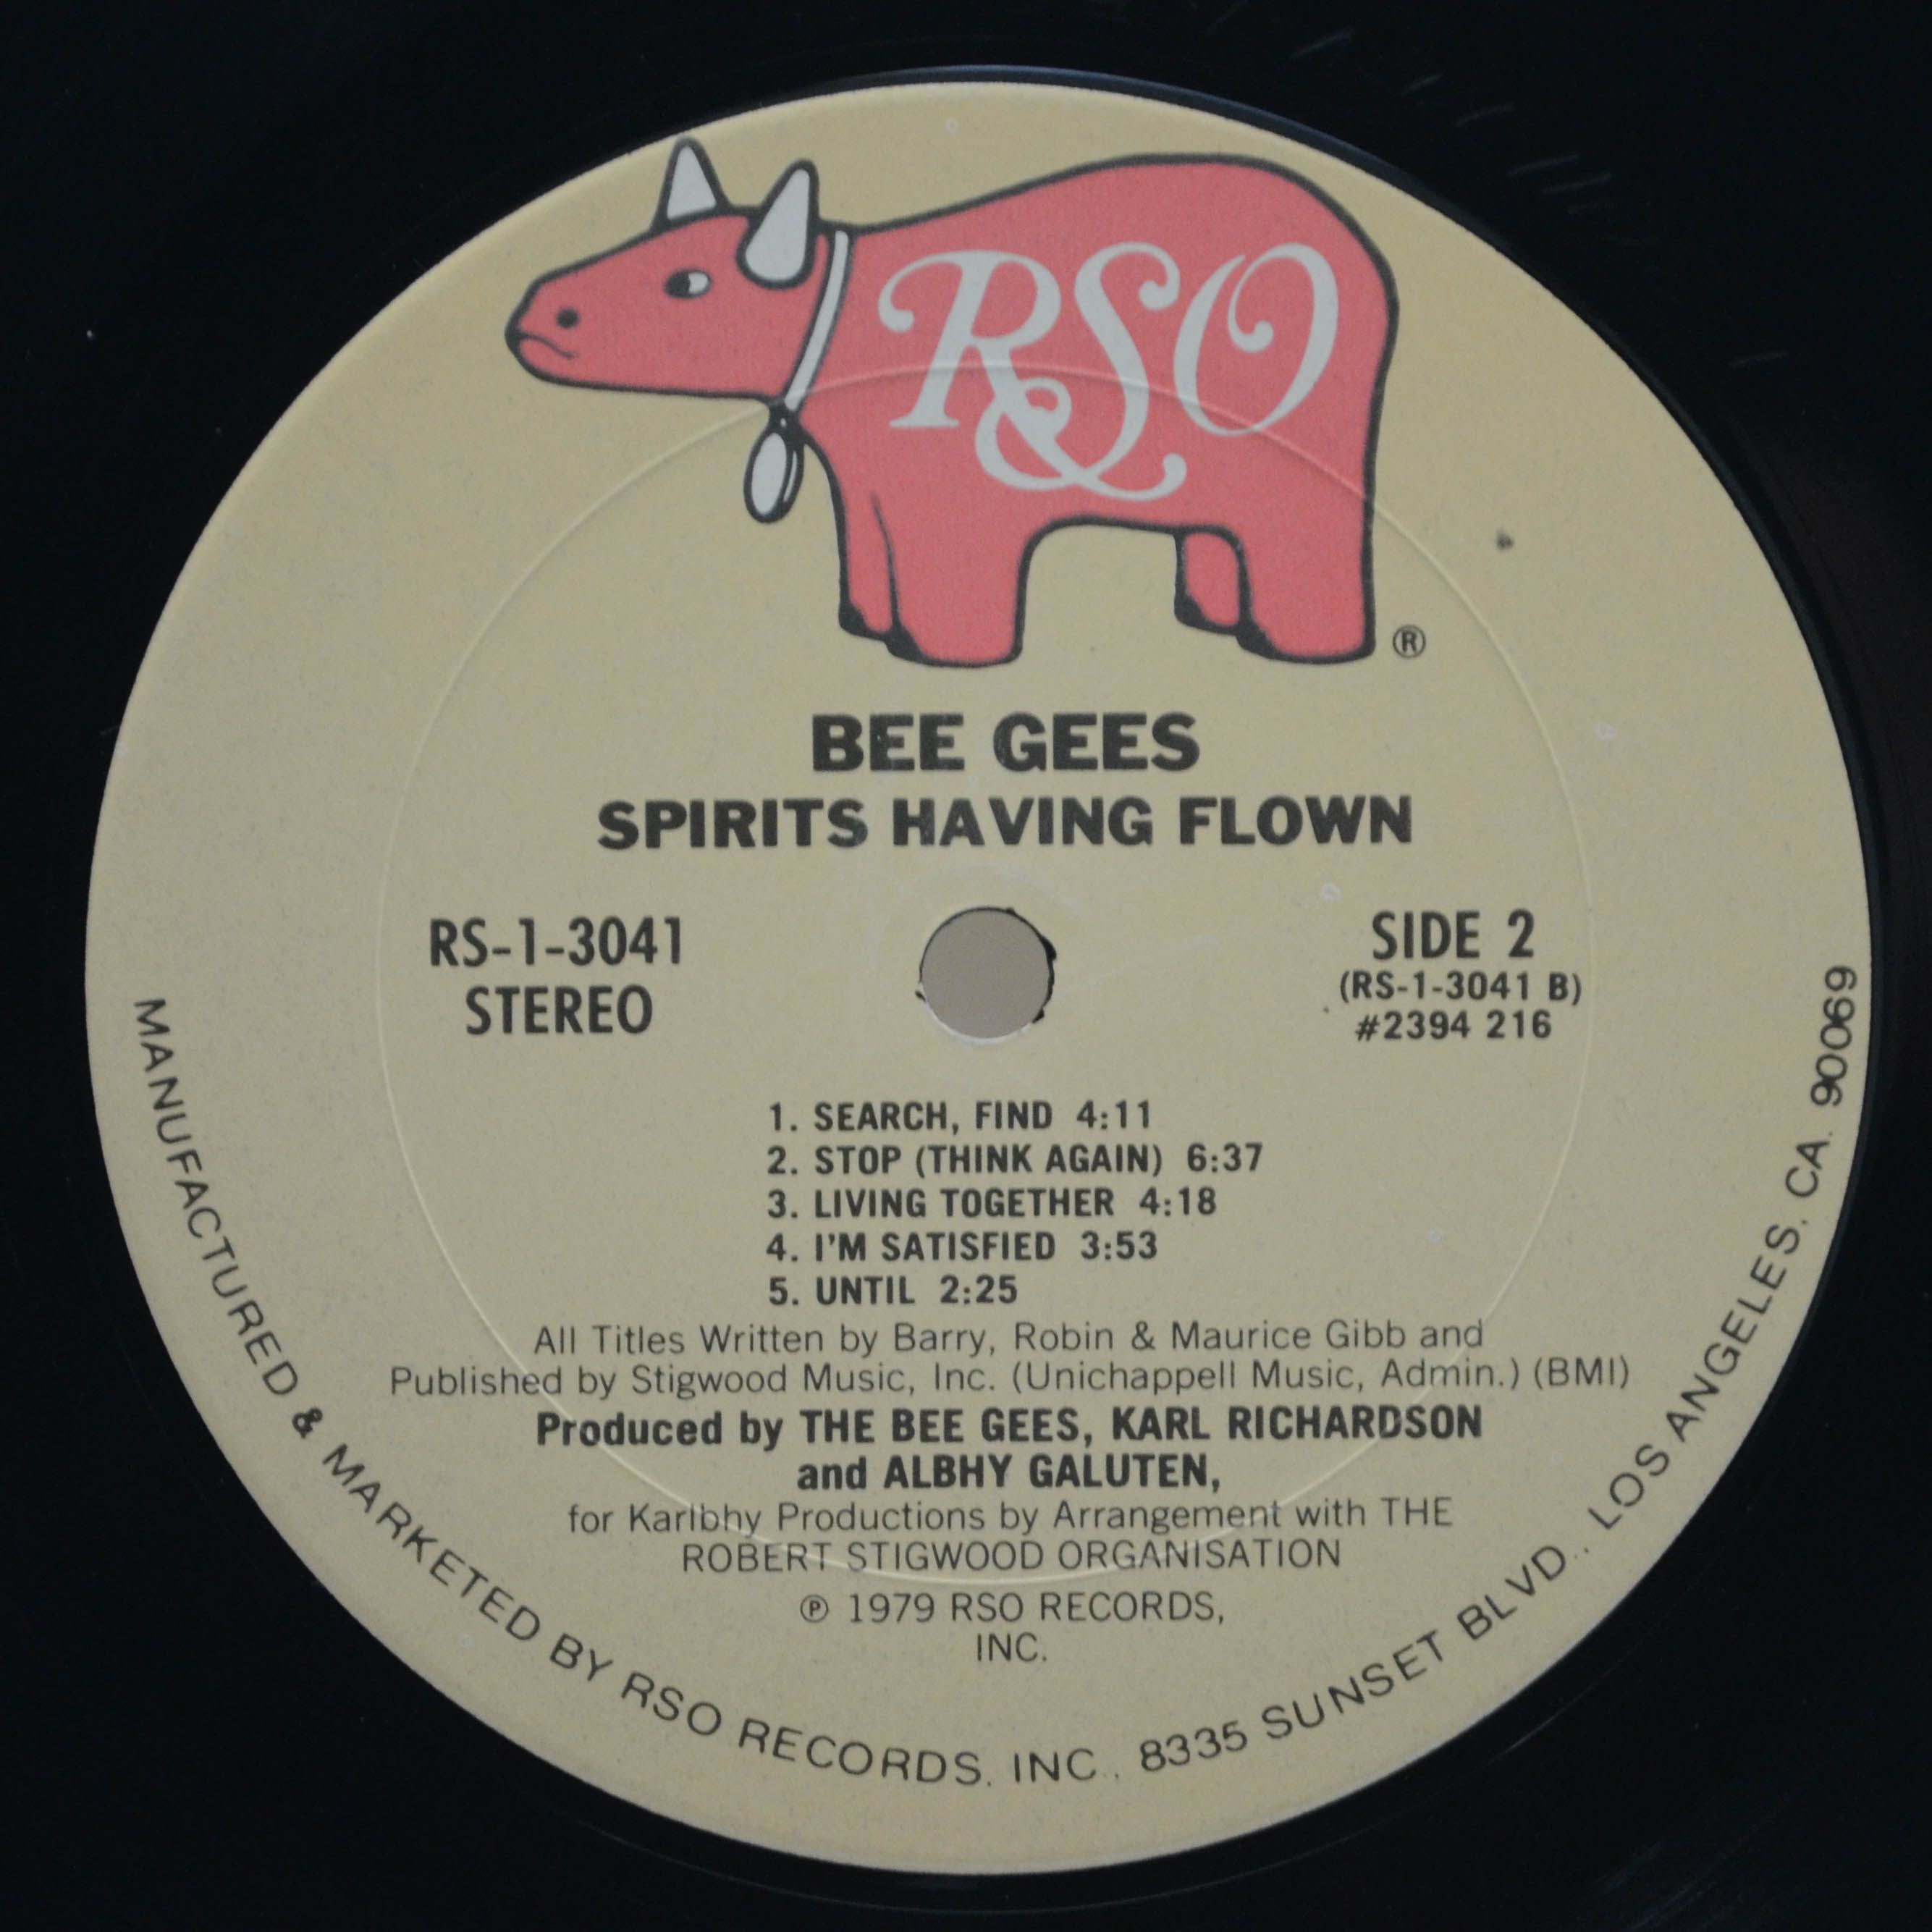 RSO
®
BEE GEES
SPIRITS HAVING FLOWN
RS-1-3041
STEREO
SIDE 2
(RS-1-3041 B)
#2394 216
1. SEARCH, FIND 4:11
2. STOP (THINK AGAIN) 6:37
3. LIVING TOGETHER 4:18
4. I'M SATISFIED 3:53
5. UNTIL 2:25
All Titles Written by Barry, Robin & Maurice Gibb and
Published by Stigwood Music, Inc. (Unichappell Music, Admin.) (BMI)
Produced by THE BEE GEES, KARL RICHARDSON
and ALBHY GALUTEN,
for Karlbhy Productions by Arrangement with THE
ROBERT STIGWOOD ORGANISATION
℗ 1979 RSO RECORDS,
INC.
MANUFACTURED & MARKETED BY RSO RECORDS, INC., 8335 SUNSET BLVD., LOS ANGELES, CA. 90069